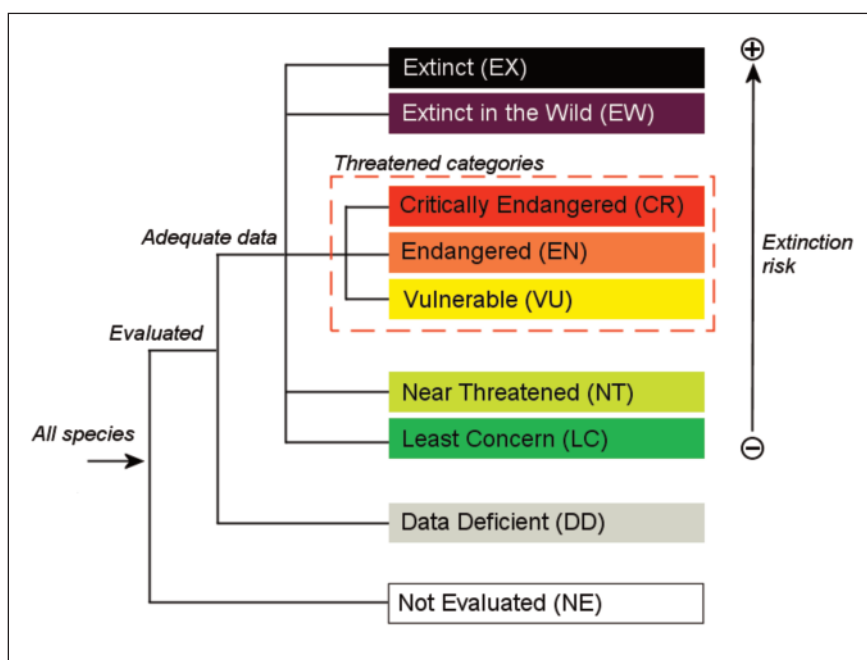 Extinct (EX)
Extinct in the Wild (EW)
Threatened categories
Critically Endangered (CR)
Adequate data
Endangered (EN)
Extinction
risk
Vulnerable (VU)
Evaluated
Near Threatened (NT)
All species
Least Concern (LC)
Data Deficient (DD)
Not Evaluated (NE)